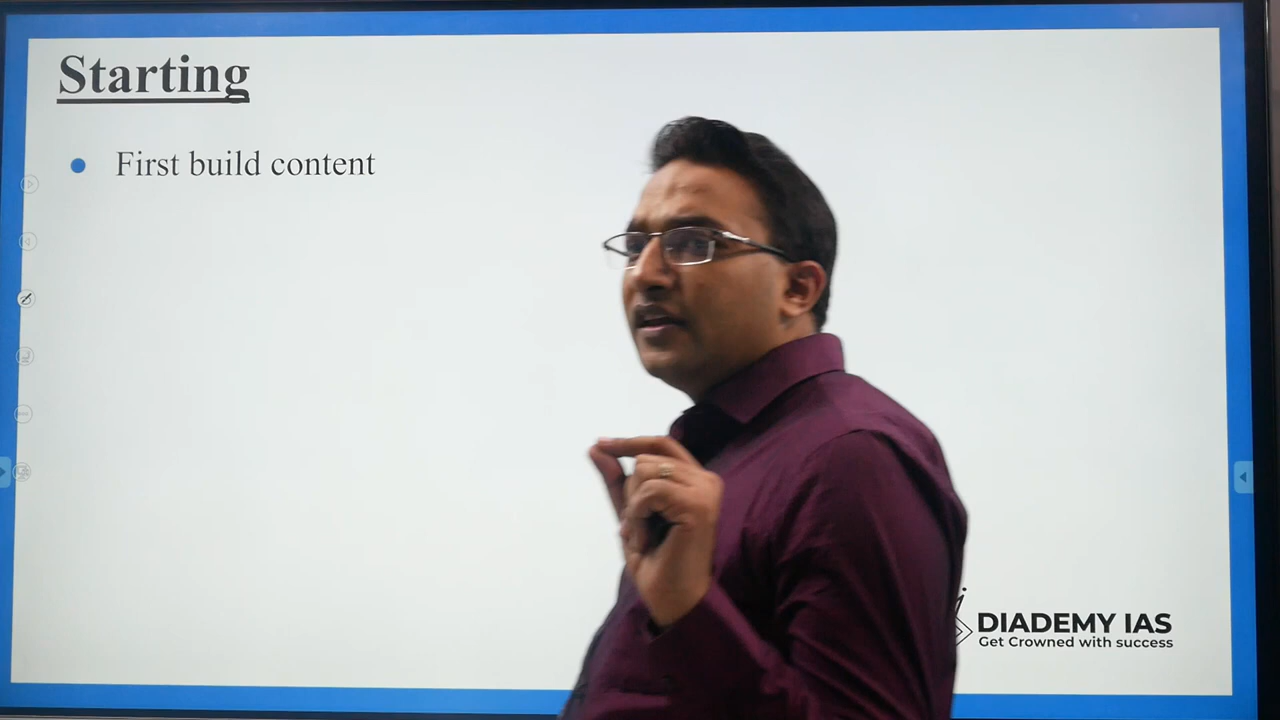 Starting
First build content
DIADEMY IAS
Get Crowned with success